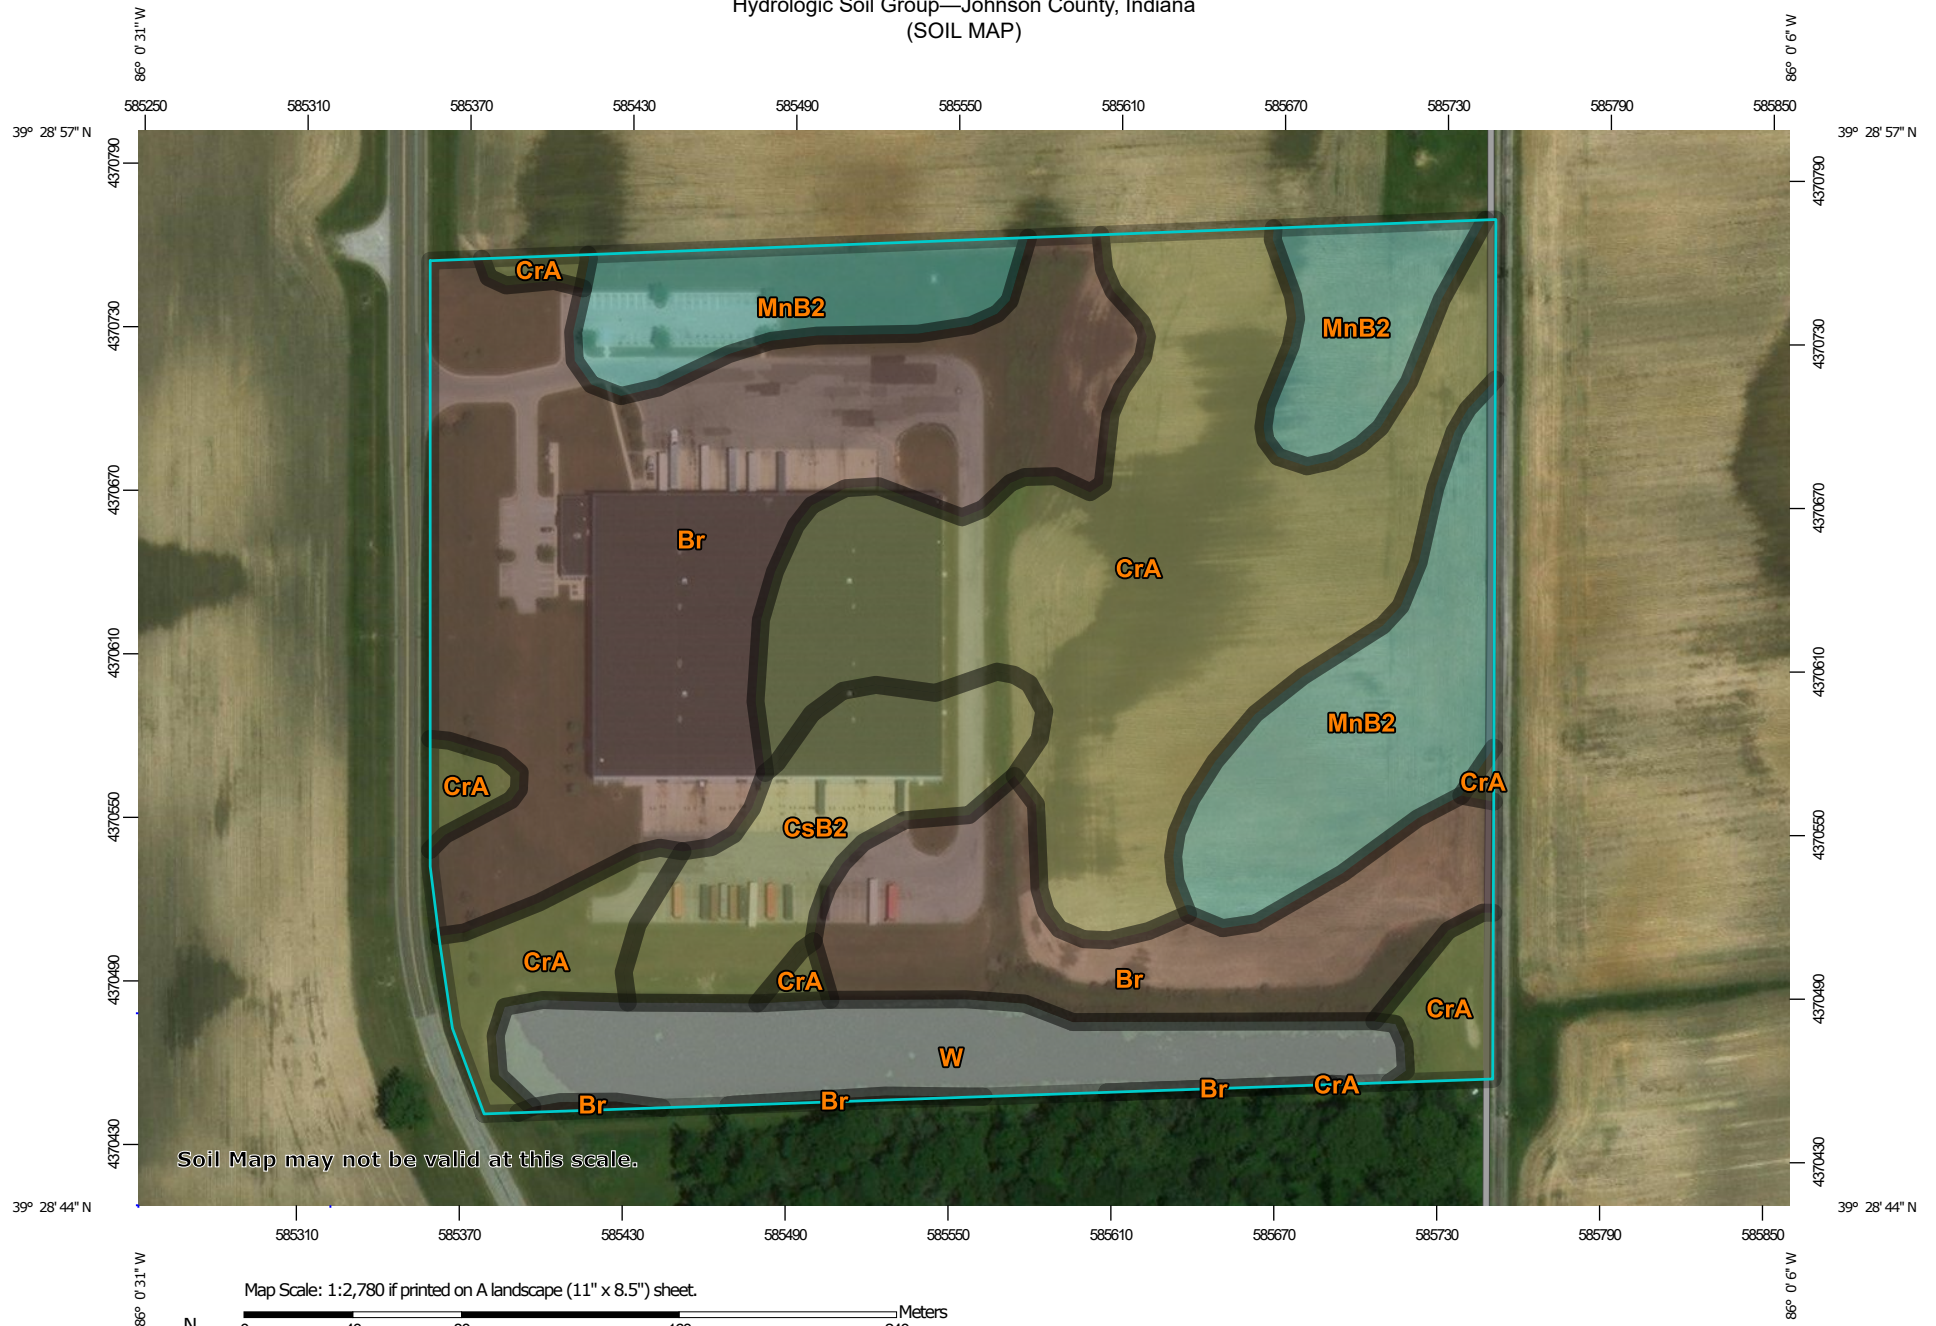 Hydrologic Soil Group—Johnson County, Indiana
(SOIL MAP)
86° 0' 31" W
86° 0' 6" W
585250 585310 585370 585430 585490 585550 585610 585670 585730 585790 585850
39° 28' 57" N
39° 28' 57" N
4370790
4370790
CrA
MnB2
MnB2
4370730
4370730
4370670
4370670
Br
CrA
4370610
4370610
MnB2
CrA
CrA
4370550
4370550
CsB2
CrA
CrA
Br
4370490
4370490
CrA
W
Br
Br
Br
CrA
4370430
4370430
Soil Map may not be valid at this scale.
39° 28' 44" N
39° 28' 44" N
585310 585370 585430 585490 585550 585610 585670 585730 585790 585850
86° 0' 31" W
86° 0' 6" W
Map Scale: 1:2,780 if printed on A landscape (11" x 8.5") sheet.
Meters
N